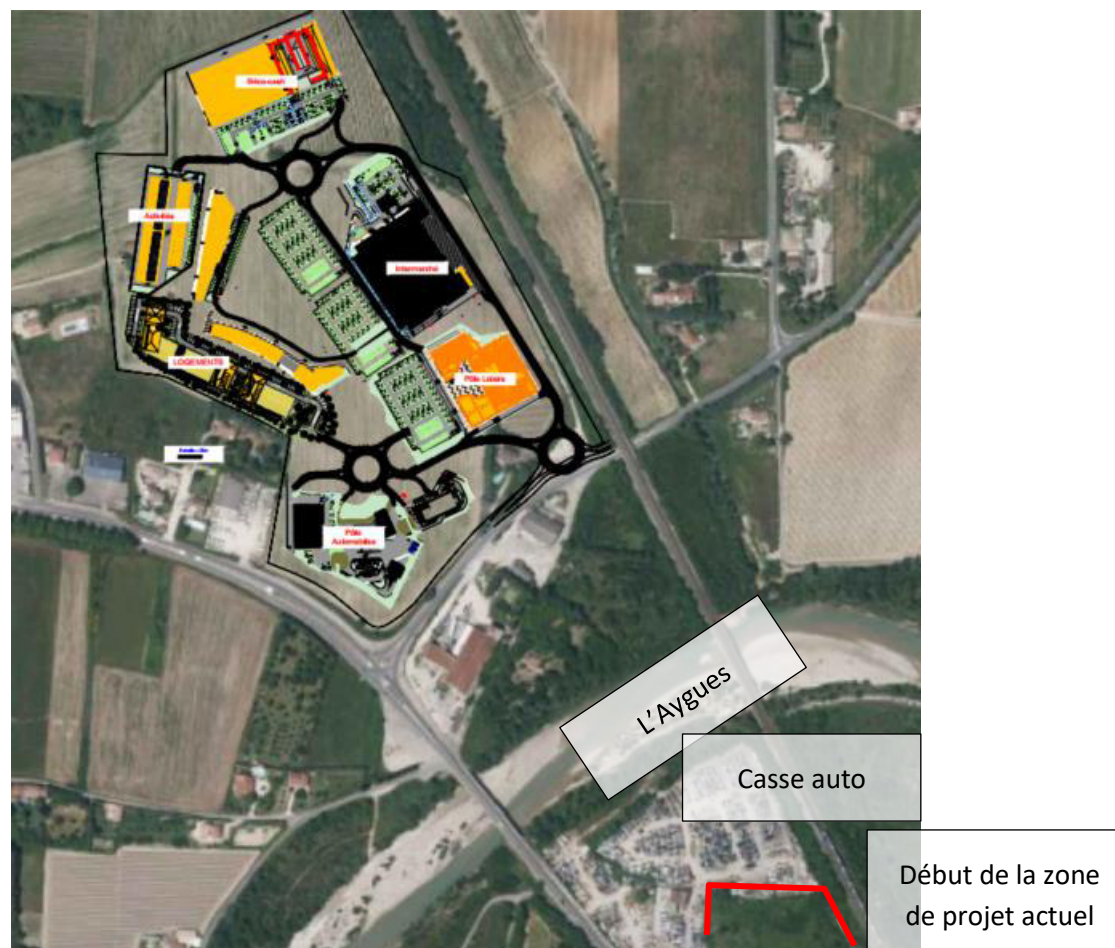 Brico-cash
Activités
Intermarché
LOGEMENTS
Pôle Loisirs
Pôle
Automobiles
L'Aygues
Casse auto
Début de la zone
de projet actuel